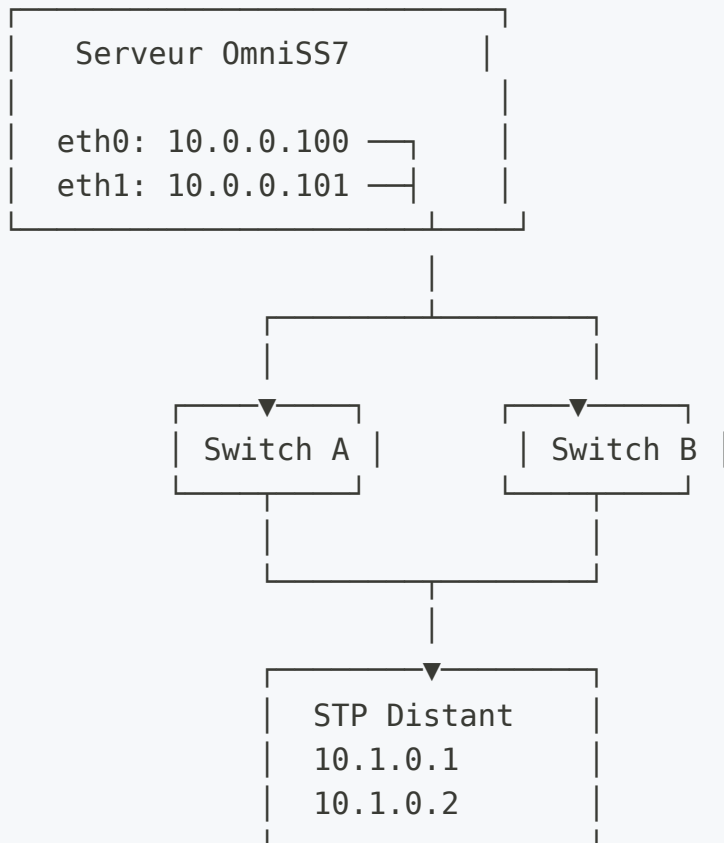 Serveur OmniSS7
eth0: 10.0.0.100
eth1: 10.0.0.101
Switch A
Switch B
STP Distant
10.1.0.1
10.1.0.2